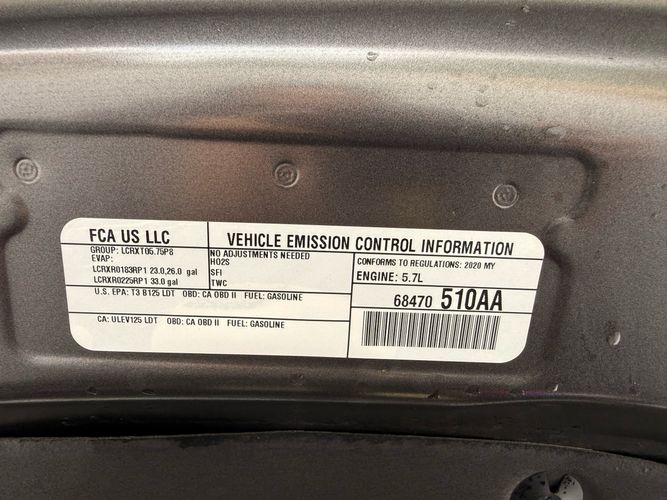 FCA US LLC
VEHICLE EMISSION CONTROL INFORMATION
GROUP: LCRXT05.75P8
EVAP:
LCRXR0183RP1 23.0,26.0 gal
LCRXR0225RP1 33.0 gal
NO ADJUSTMENTS NEEDED
HO2S
SFI
TWC
CONFORMS TO REGULATIONS: 2020 MY
ENGINE: 5.7L
U.S. EPA: T3 B125 LDT OBD: CA OBD II FUEL: GASOLINE
68470 510AA
CA: ULEV125 LDT OBD: CA OBD II FUEL: GASOLINE